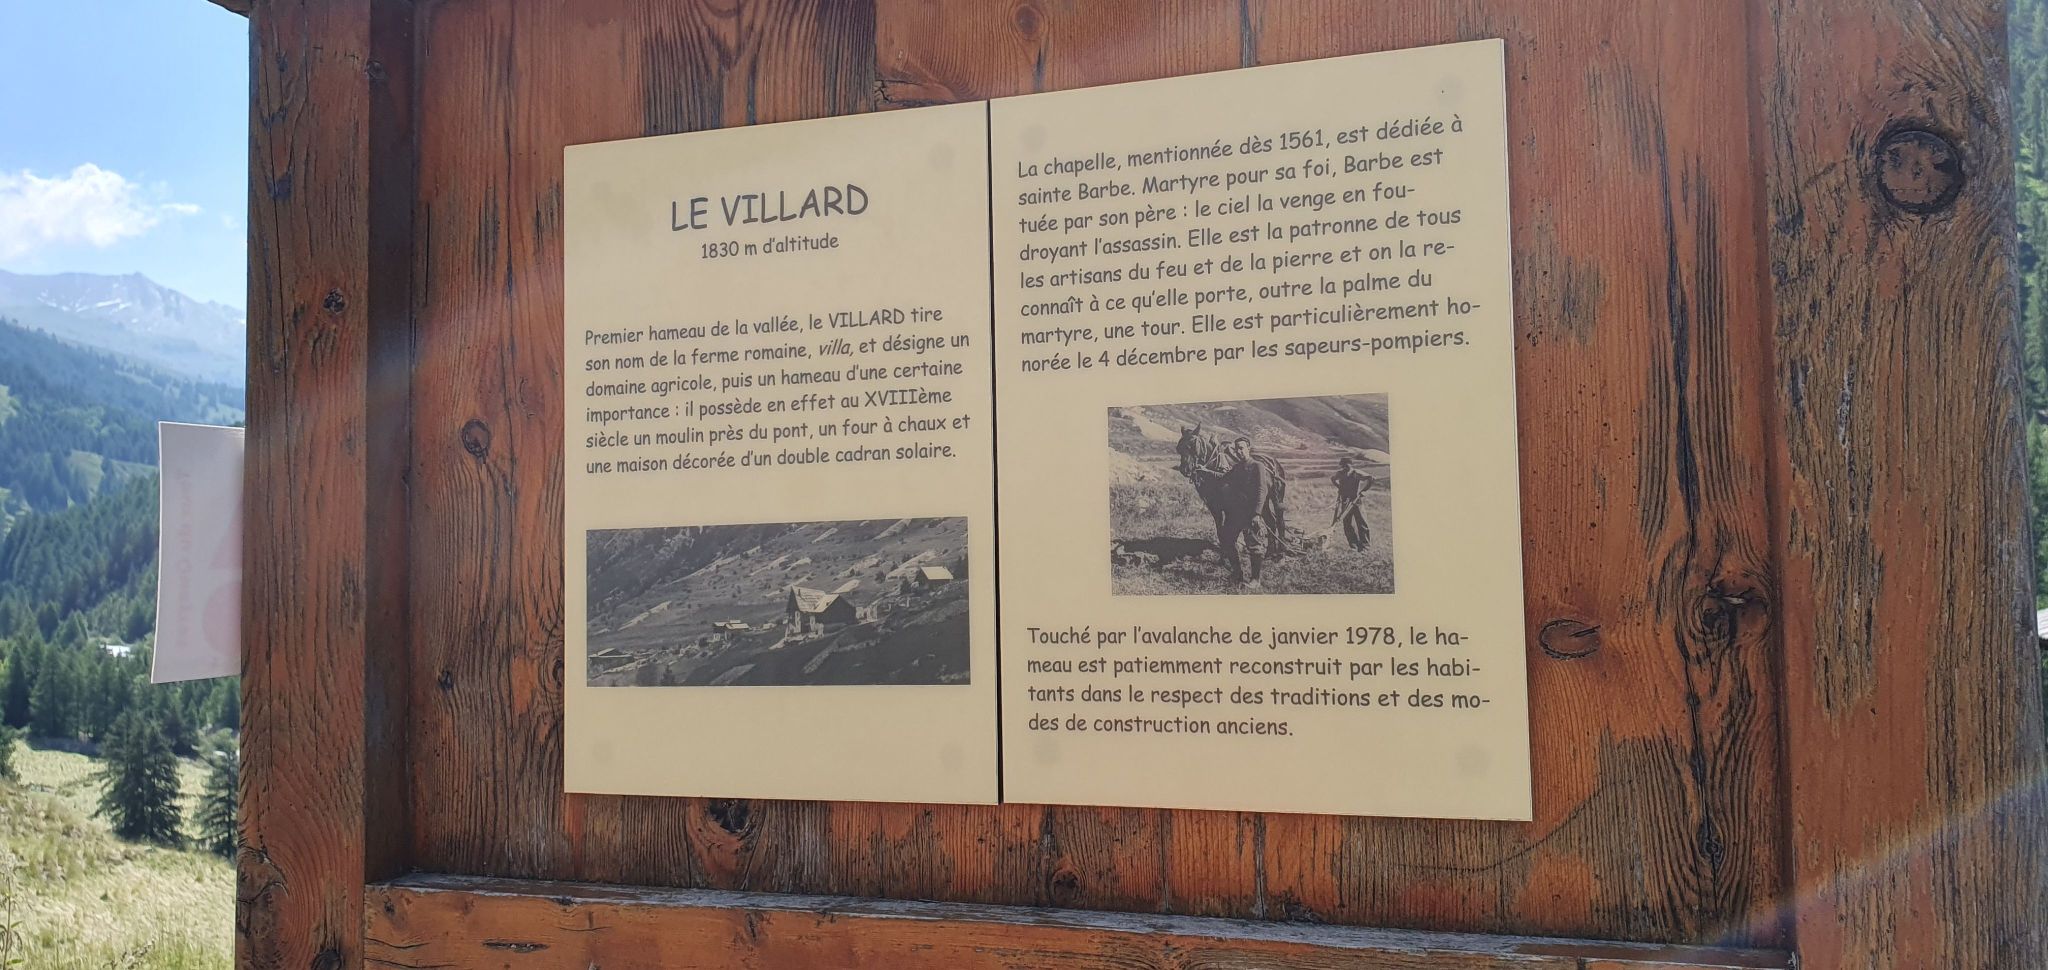 LE VILLARD
1830 m d'altitude
Premier hameau de la vallée, le VILLARD tire
son nom de la ferme romaine, villa, et désigne un
domaine agricole, puis un hameau d'une certaine
importance : il possède en effet au XVIIIème
siècle un moulin près du pont, un four à chaux et
une maison décorée d'un double cadran solaire.
La chapelle, mentionnée dès 1561, est dédiée à
sainte Barbe. Martyre pour sa foi, Barbe est
tuée par son père : le ciel la venge en fou-
droyant l'assassin. Elle est la patronne de tous
les artisans du feu et de la pierre et on la re-
connaît à ce qu'elle porte, outre la palme du
martyre, une tour. Elle est particulièrement ho-
norée le 4 décembre par les sapeurs-pompiers.
Touché par l'avalanche de janvier 1978, le ha-
meau est patiemment reconstruit par les habi-
tants dans le respect des traditions et des mo-
des de construction anciens.